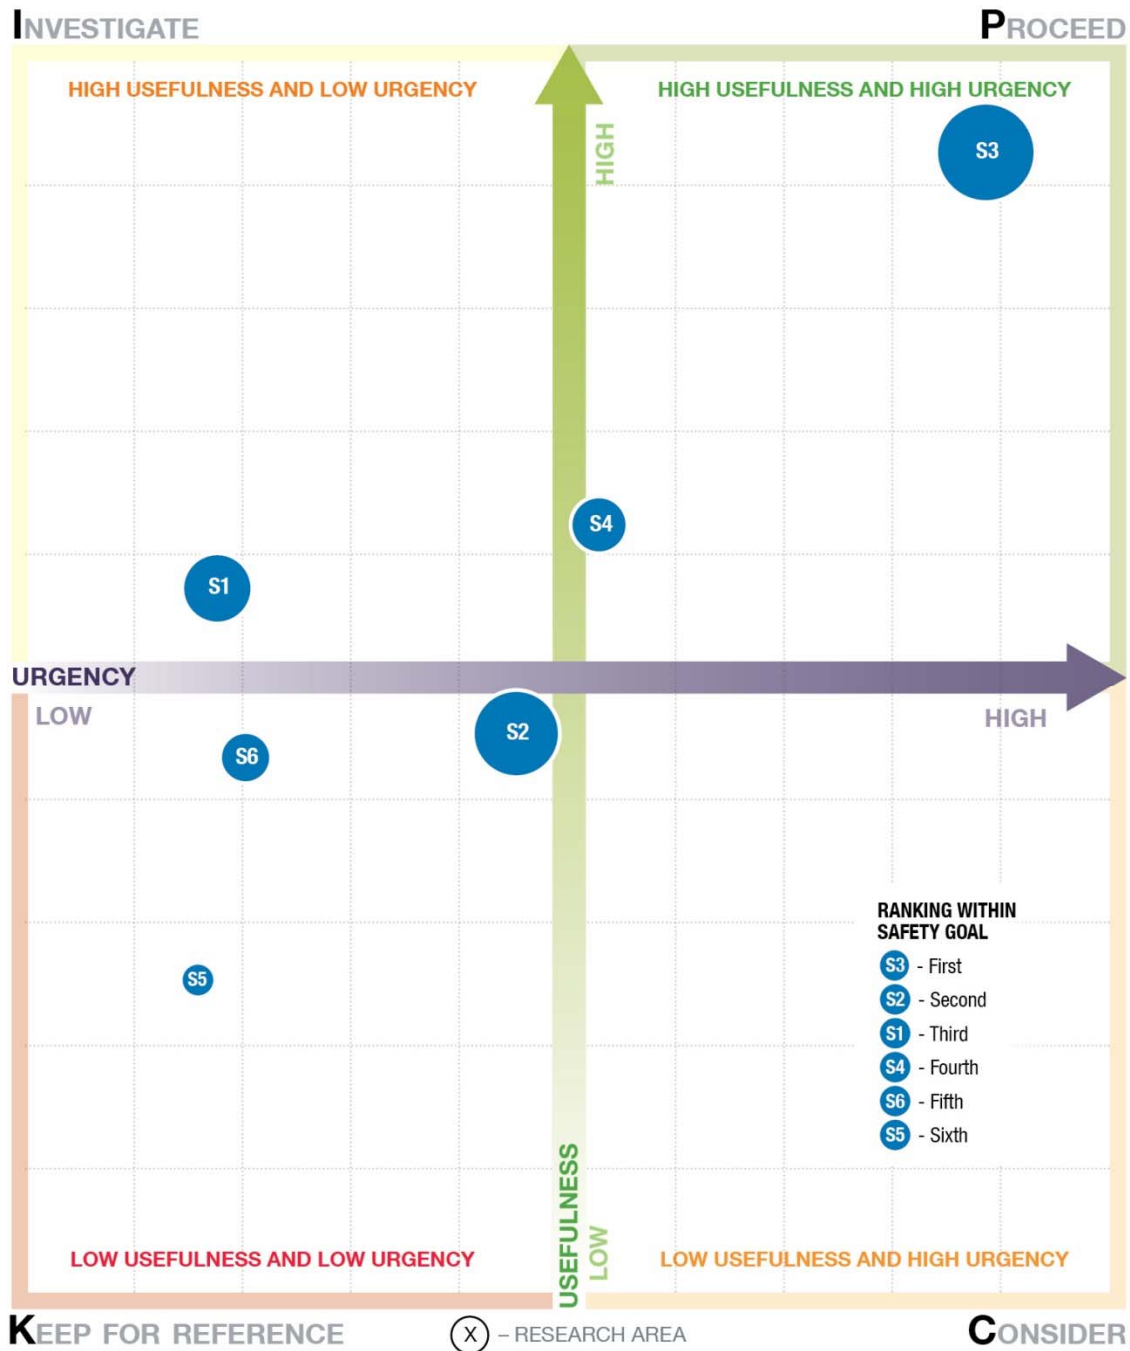 INVESTIGATE
PROCEED
HIGH USEFULNESS AND LOW URGENCY
HIGH USEFULNESS AND HIGH URGENCY
HIGH
S3
S4
S1
URGENCY
LOW
HIGH
S2
S6
S5
RANKING WITHIN
SAFETY GOAL
S3 - First
S2 - Second
S1 - Third
S4 - Fourth
S6 - Fifth
S5 - Sixth
USEFULNESS
LOW
LOW USEFULNESS AND LOW URGENCY
LOW USEFULNESS AND HIGH URGENCY
KEEP FOR REFERENCE
X – RESEARCH AREA
CONSIDER